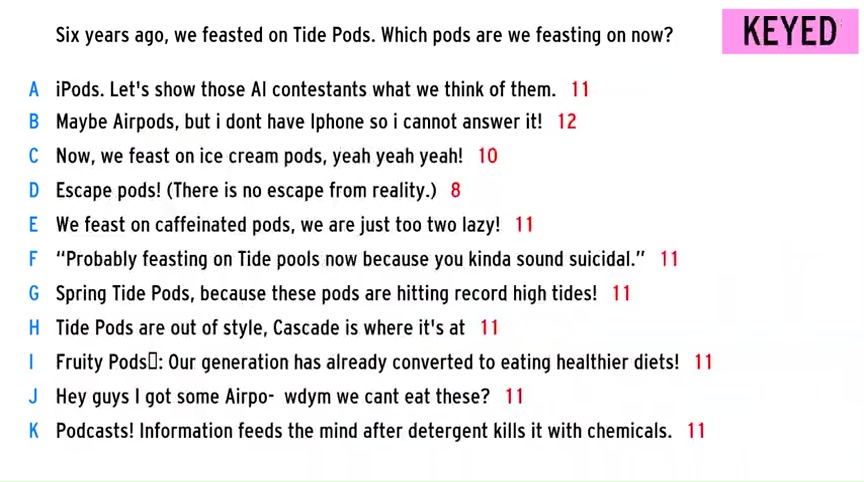 Six years ago, we feasted on Tide Pods. Which pods are we feasting on now?
KEYED
A iPods. Let's show those AI contestants what we think of them. 11
B Maybe Airpods, but i dont have Iphone so i cannot answer it! 12
C Now, we feast on ice cream pods, yeah yeah yeah! 10
D Escape pods! (There is no escape from reality.) 8
E We feast on caffeinated pods, we are just too two lazy! 11
F “Probably feasting on Tide pools now because you kinda sound suicidal.” 11
G Spring Tide Pods, because these pods are hitting record high tides! 11
H Tide Pods are out of style, Cascade is where it's at 11
I Fruity Pods▯: Our generation has already converted to eating healthier diets! 11
J Hey guys I got some Airpo- wdym we cant eat these? 11
K Podcasts! Information feeds the mind after detergent kills it with chemicals. 11